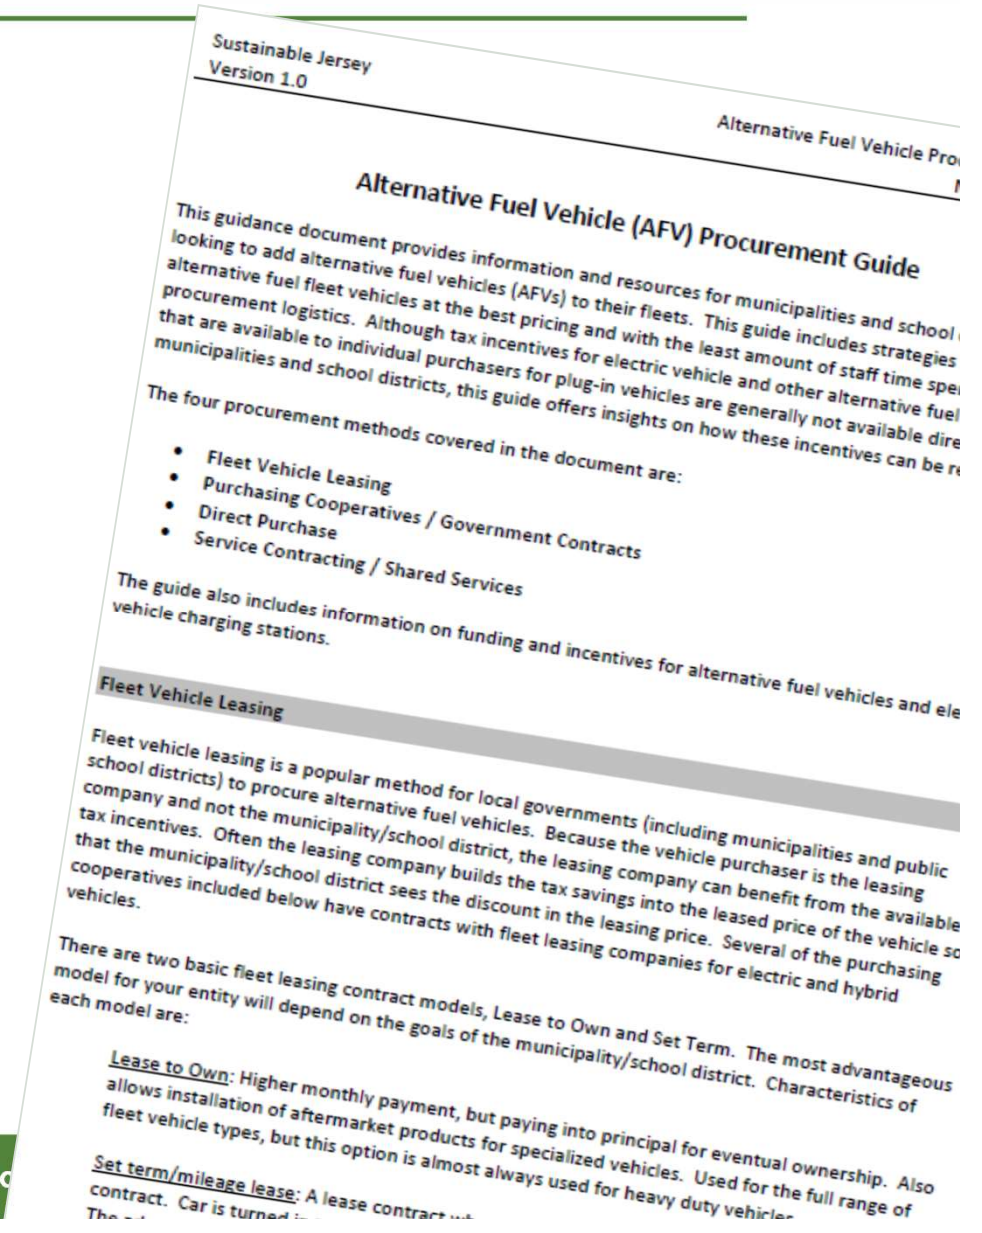 Sustainable Jersey
Version 1.0
Alternative Fuel Vehicle
Alternative Fuel Vehicle (AFV) Procurement Guide
This guidance document provides information and resources for municipalities and school
looking to add alternative fuel vehicles (AFVs) to their fleets. This guide includes strategies
alternative fuel fleet vehicles at the best pricing and with the least amount of staff time
procurement logistics. Although tax incentives for electric vehicle and other alternative fuel
that are available to individual purchasers for plug-in vehicles are generally not available
municipalities and school districts, this guide offers insights on how these incentives can be
The four procurement methods covered in the document are:
• Fleet Vehicle Leasing
• Purchasing Cooperatives / Government Contracts
• Direct Purchase
• Service Contracting / Shared Services
The guide also includes information on funding and incentives for alternative fuel vehicles and
vehicle charging stations.
Fleet Vehicle Leasing
Fleet vehicle leasing is a popular method for local governments (including municipalities and public
school districts) to procure alternative fuel vehicles. Because the vehicle purchaser is the leasing
company and not the municipality/school district, the leasing company can benefit from the available
tax incentives. Often the leasing company builds the tax savings into the leased price of the vehicle so
that the municipality/school district sees the discount in the leasing price. Several of the purchasing
cooperatives included below have contracts with fleet leasing companies for electric and hybrid
vehicles.
There are two basic fleet leasing contract models, Lease to Own and Set Term. The most advantageous
model for your entity will depend on the goals of the municipality/school district. Characteristics of
each model are:
Lease to Own: Higher monthly payment, but paying into principal for eventual ownership. Also
allows installation of aftermarket products for specialized vehicles. Used for the full range of
fleet vehicle types, but this option is almost always used for heavy duty vehicles
Set term/mileage lease: A lease contract
contract. Car is turned
The